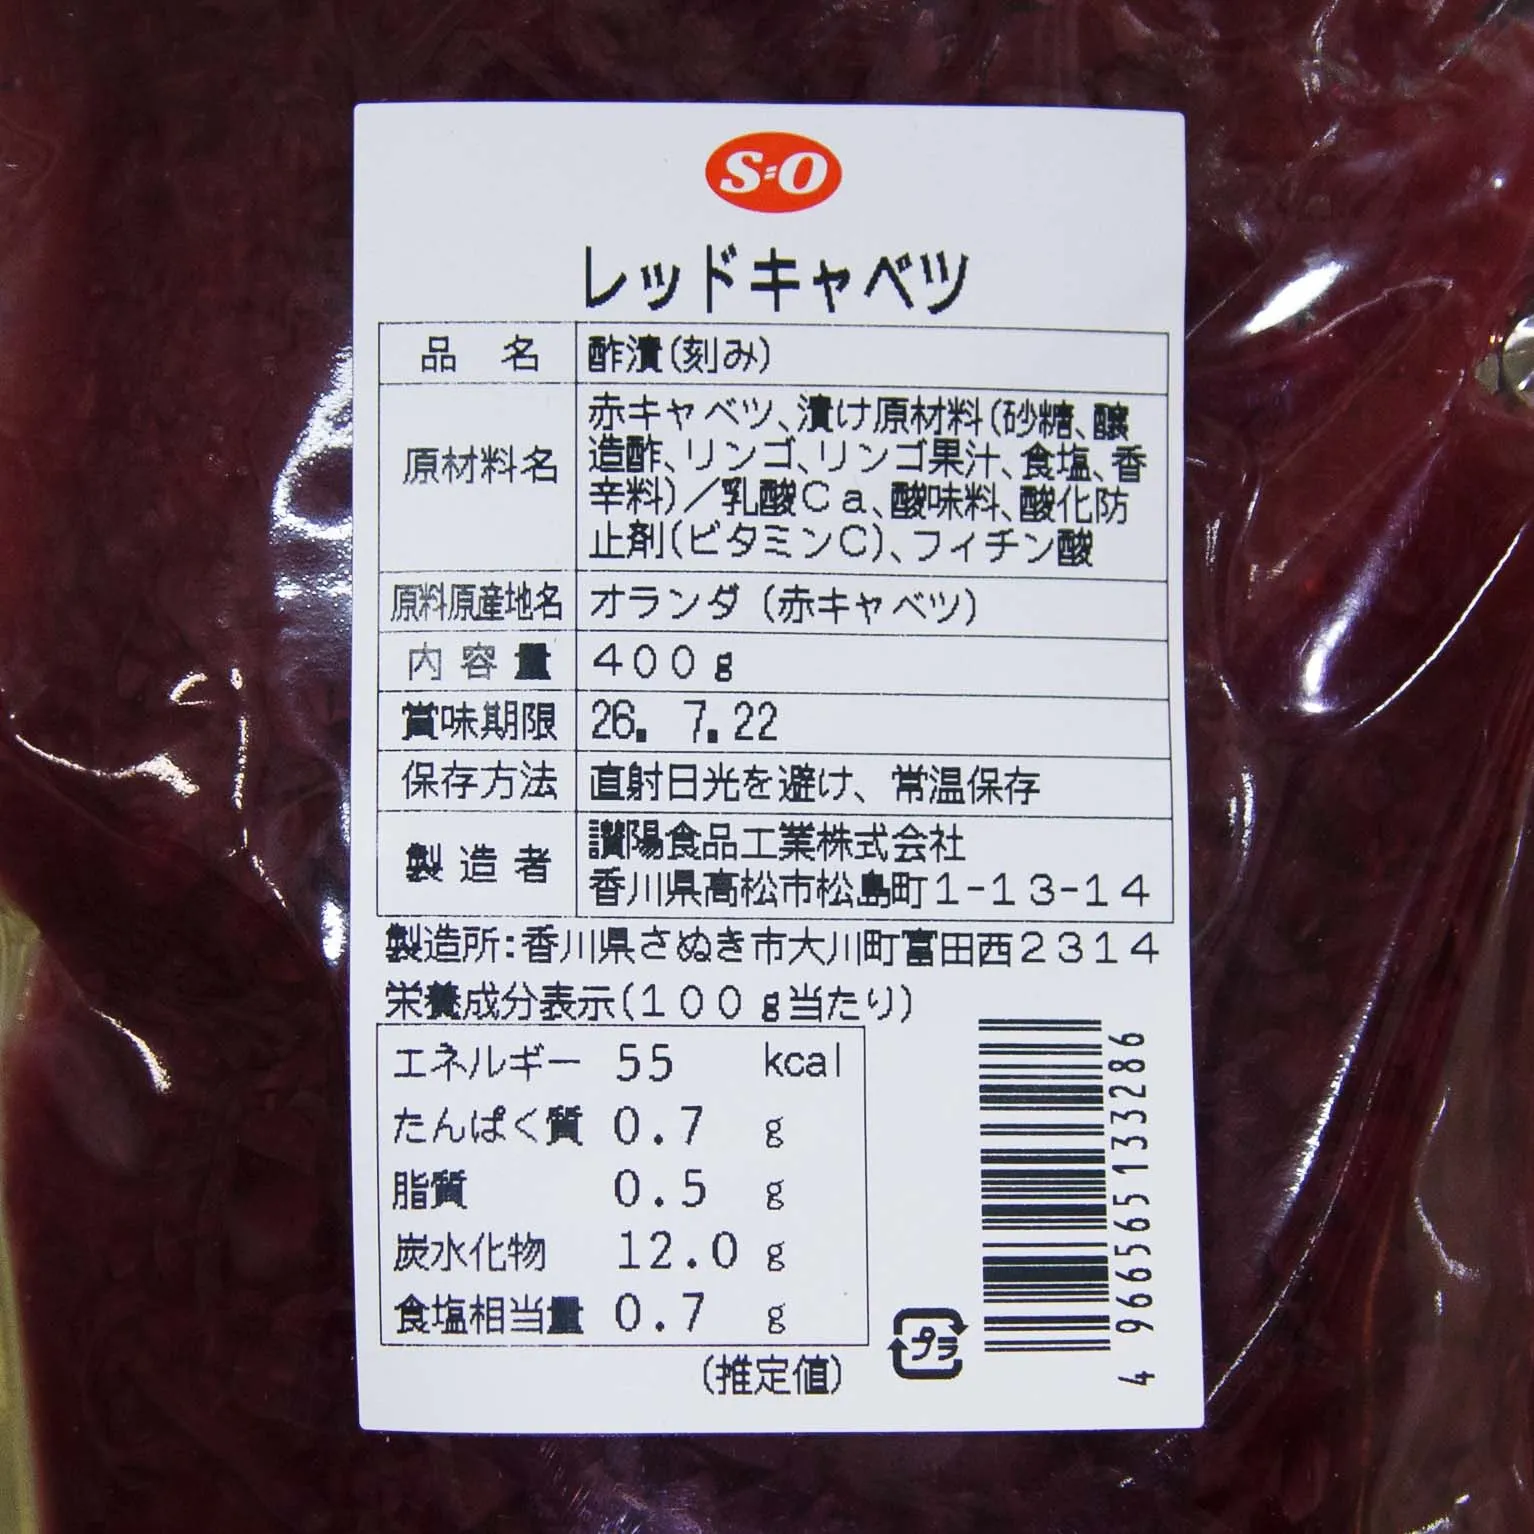 S=O
レッドキャベツ
品名 酢漬(刻み)
原材料名 赤キャベツ、漬け原材料(砂糖、醸
造酢、リンゴ、リンゴ果汁、食塩、香
辛料)/乳酸Ca、酸味料、酸化防
止剤(ビタミンC)、フィチン酸
原料原産地名 オランダ(赤キャベツ)
内容量 400g
賞味期限 26. 7.22
保存方法 直射日光を避け、常温保存
製造者 讃陽食品工業株式会社
香川県高松市松島町1-13-14
製造所:香川県さぬき市大川町富田西2314
栄養成分表示(100g当たり)
エネルギー 55 kcal
たんぱく質 0.7 g
脂質 0.5 g
炭水化物 12.0 g
食塩相当量 0.7 g
(推定値)
プラ
4966565133286